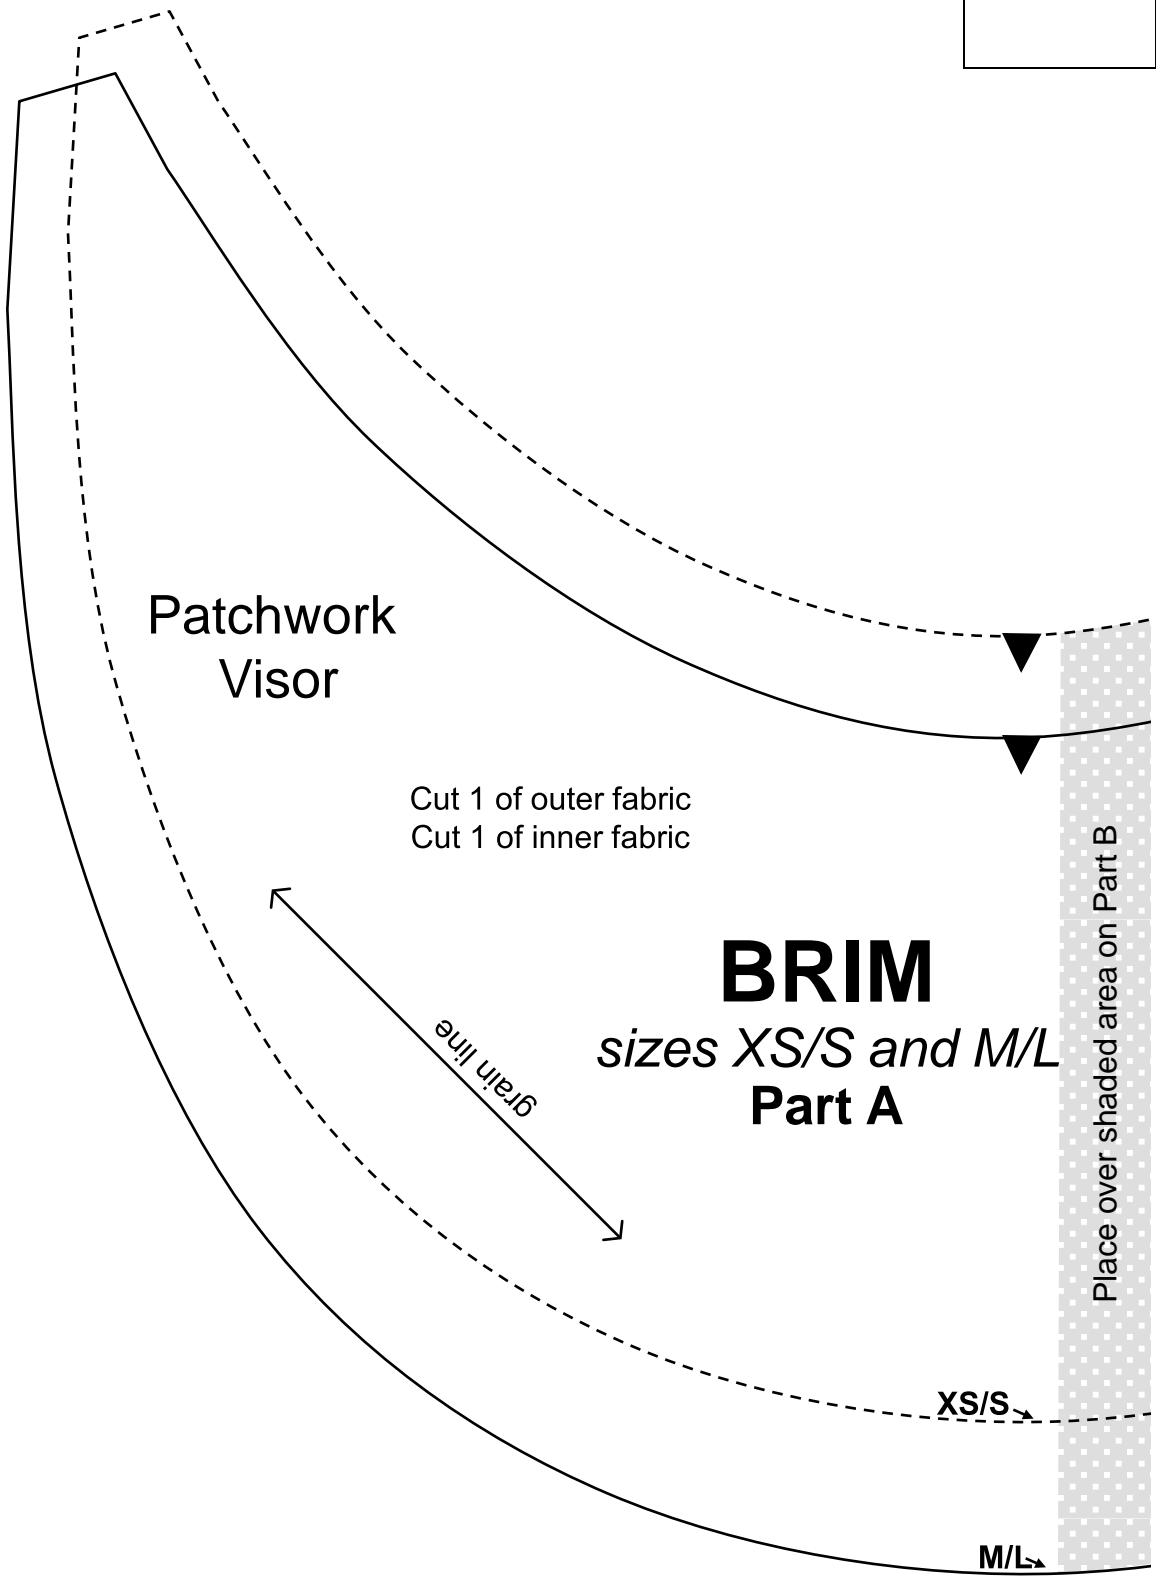 Patchwork
Visor
Cut 1 of outer fabric
Cut 1 of inner fabric
BRIM
sizes XS/S and M/L
Part A
grain line
Place over shaded area on Part B
XS/S
M/L